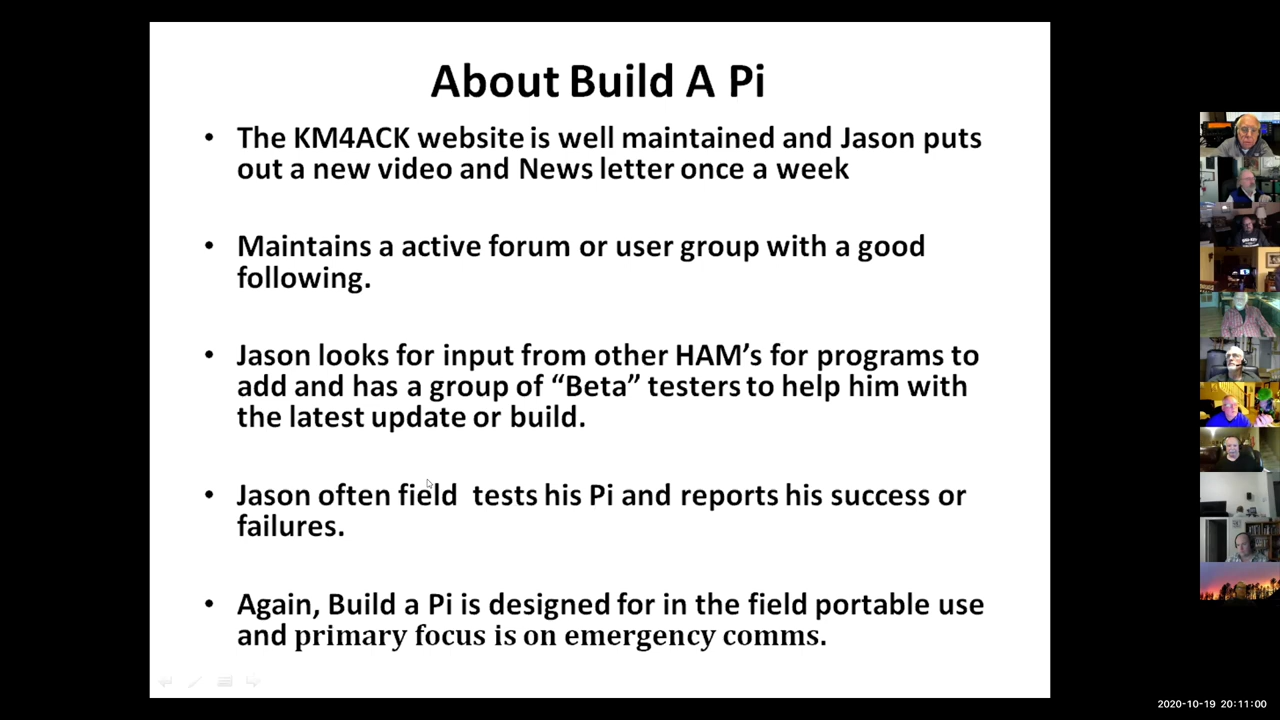 About Build A Pi
• The KM4ACK website is well maintained and Jason puts
out a new video and News letter once a week
• Maintains a active forum or user group with a good
following.
• Jason looks for input from other HAM’s for programs to
add and has a group of “Beta” testers to help him with
the latest update or build.
• Jason often field  tests his Pi and reports his success or
failures.
• Again, Build a Pi is designed for in the field portable use
and primary focus is on emergency comms.
2020-10-19 20:11:00